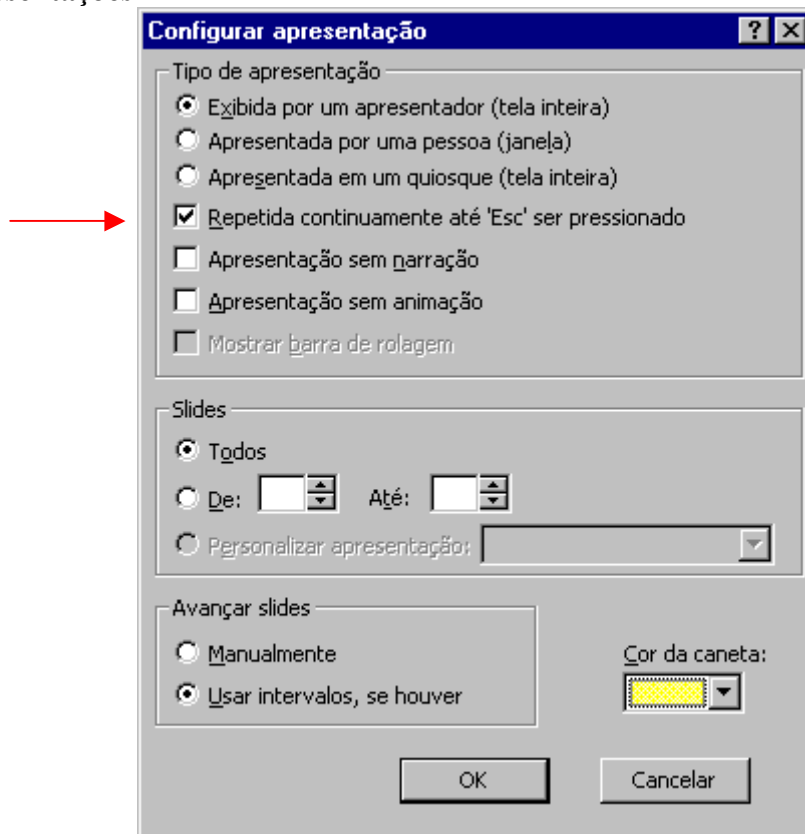 Configurar apresentação
Tipo de apresentação
Exibida por um apresentador (tela inteira)
Apresentada por uma pessoa (janela)
Apresentada em um quiosque (tela inteira)
Repetida continuamente até 'Esc' ser pressionado
Apresentação sem narração
Apresentação sem animação
Mostrar barra de rolagem
Slides
Todos
De: Até:
Personalizar apresentação:
Avançar slides
Manualmente
Cor da caneta:
Usar intervalos, se houver
OK Cancelar